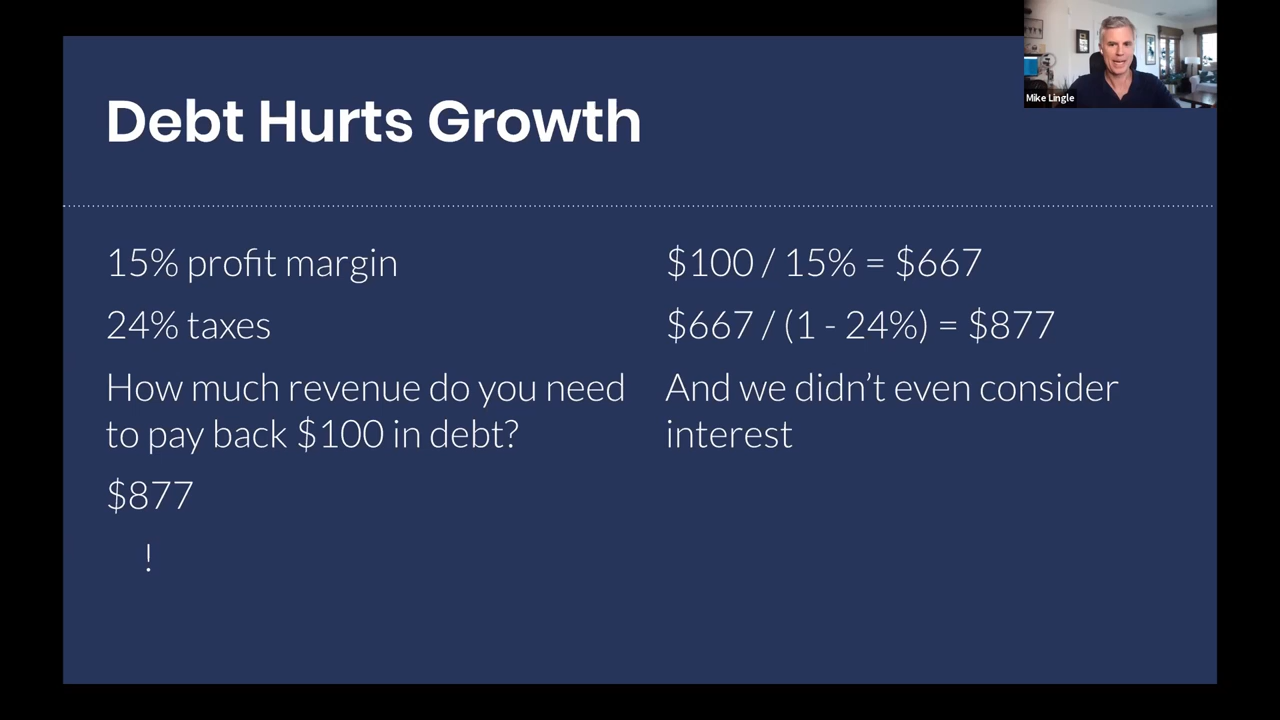 Mike Lingle
Debt Hurts Growth
15% profit margin
24% taxes
How much revenue do you need
to pay back $100 in debt?
$877
!
$100 / 15% = $667
$667 / (1 - 24%) = $877
And we didn’t even consider
interest